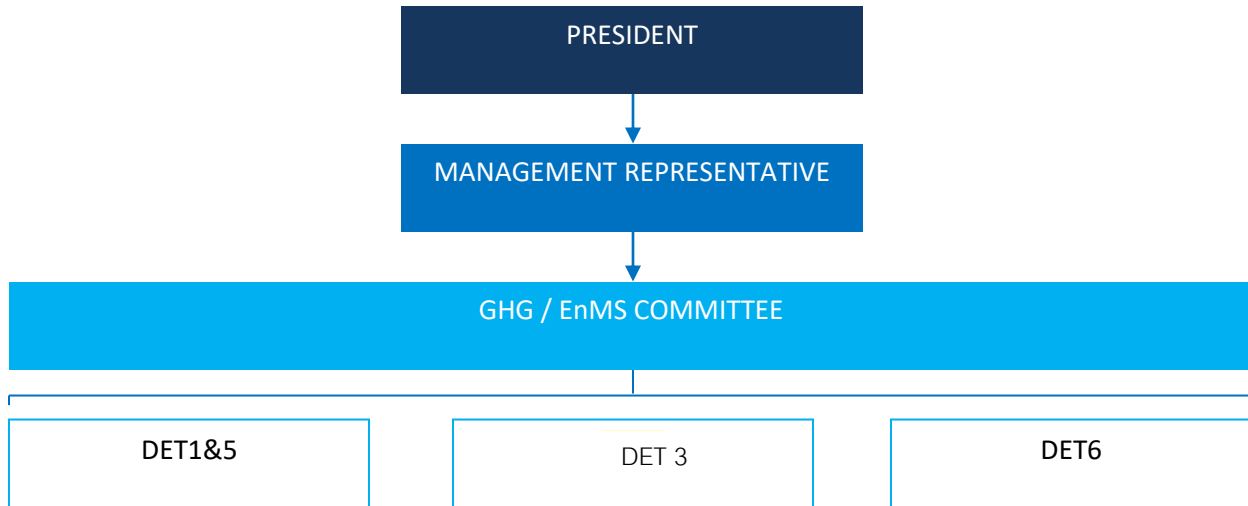 PRESIDENT
MANAGEMENT REPRESENTATIVE
GHG / EnMS COMMITTEE
DET1&5
DET 3
DET6